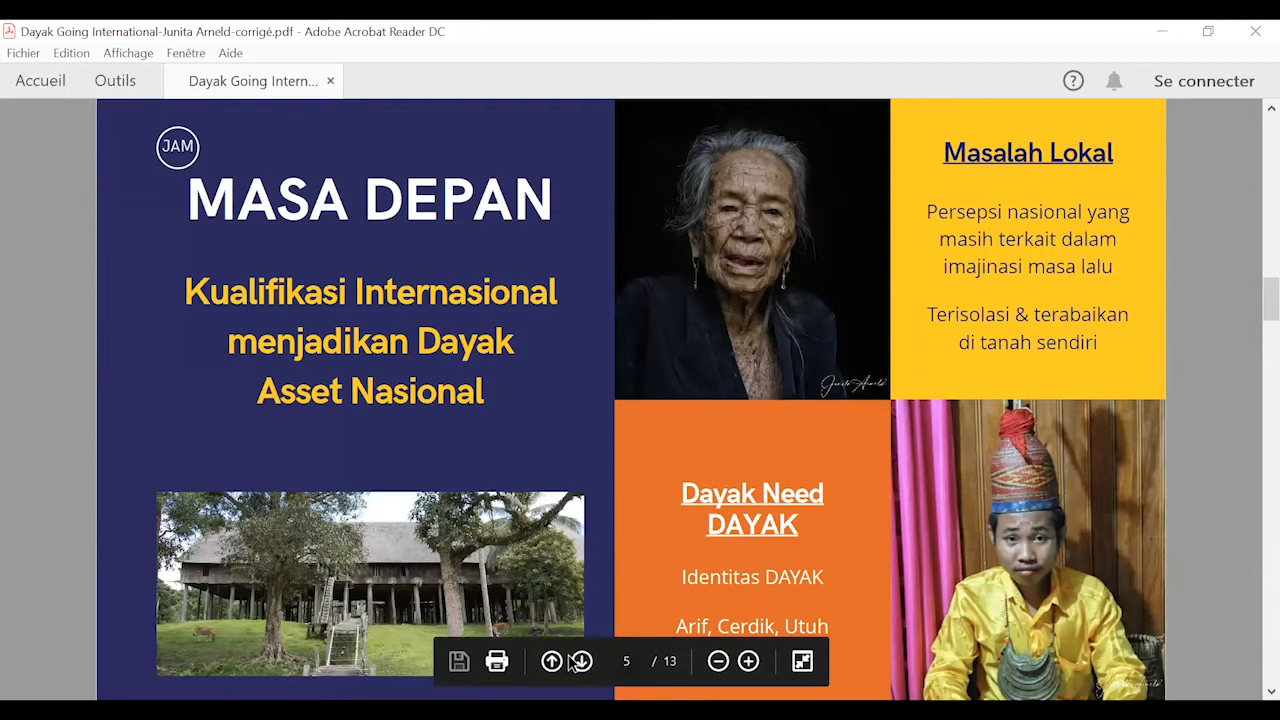 Dayak Going International-Junita Arneld-corrigé.pdf - Adobe Acrobat Reader DC
Fichier Edition Affichage Fenêtre Aide
Accueil Outils Dayak Going Intern... Se connecter
JAM
MASA DEPAN
Kualifikasi Internasional
menjadikan Dayak
Asset Nasional
Junita Arneld
Masalah Lokal
Persepsi nasional yang
masih terkait dalam
imajinasi masa lalu
Terisolasi & terabaikan
di tanah sendiri
Dayak Need
DAYAK
Identitas DAYAK
Arif, Cerdik, Utuh
5 / 13